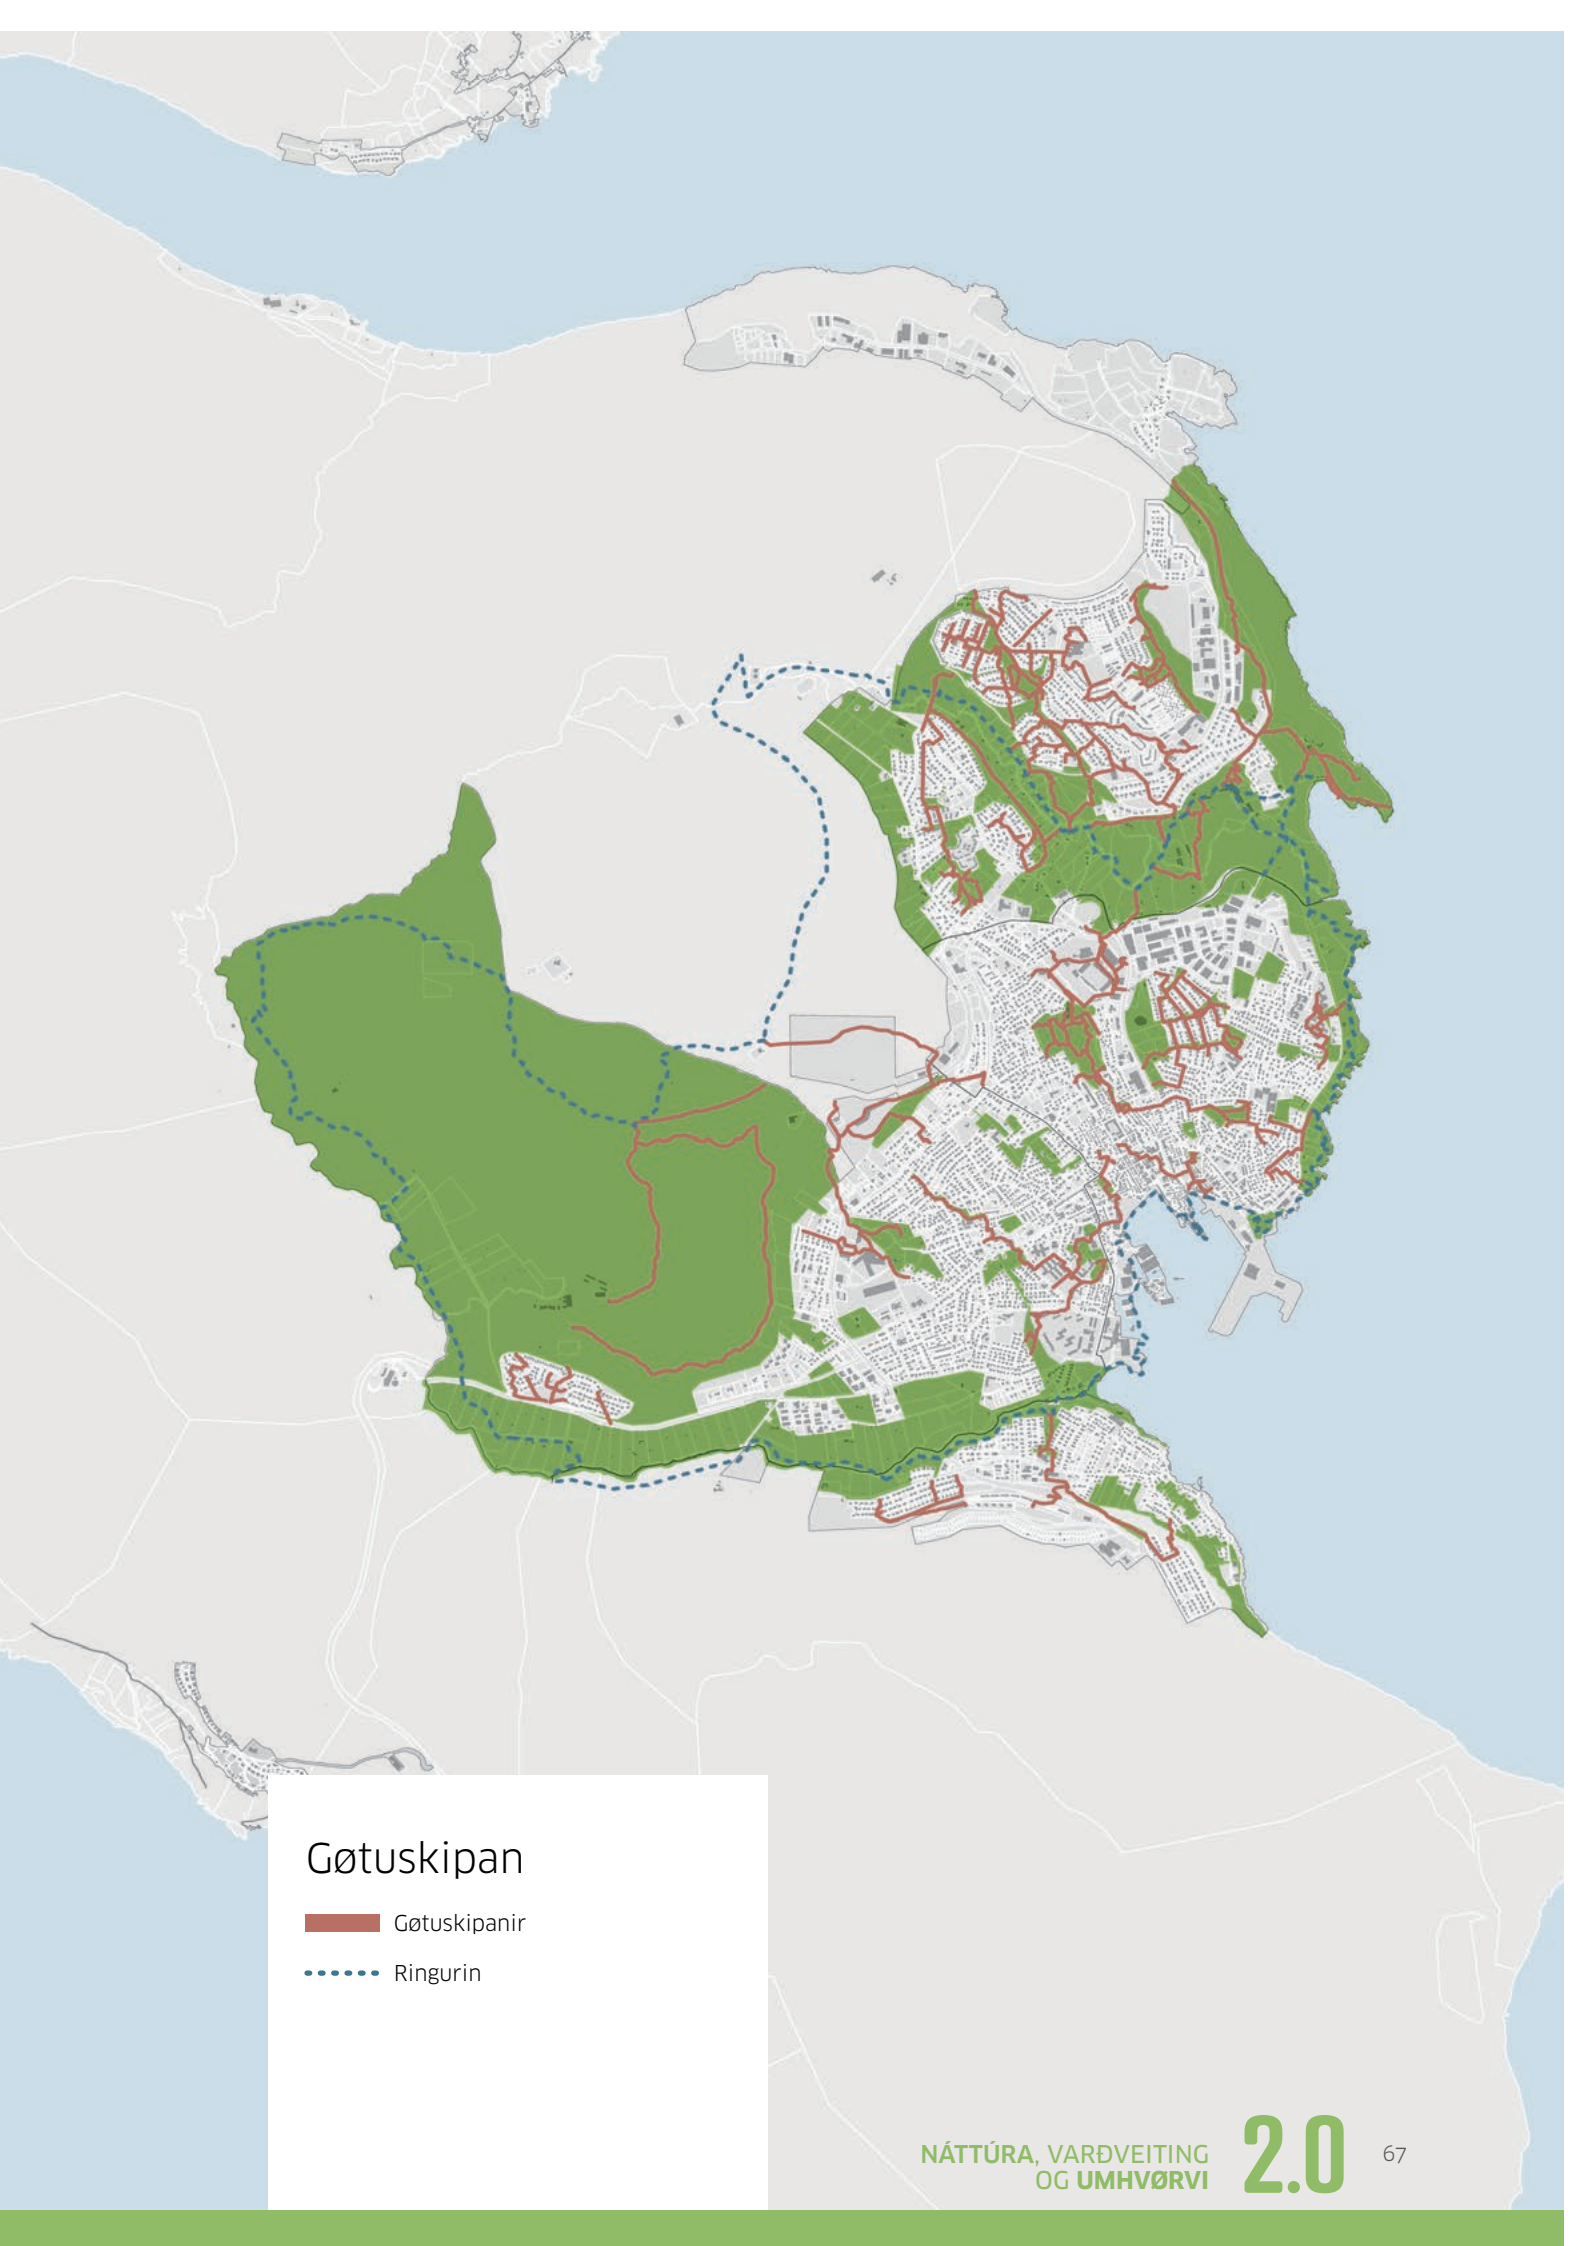 Gøtuskipan
Gøtuskipanir
Ringurin
NÁTTÚRA, VARÐVEITING
OG UMHVØRVI
2.0
67